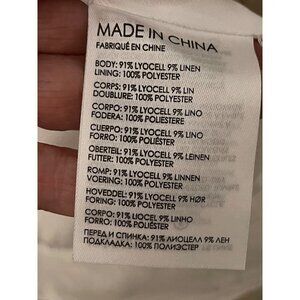 MADE IN CHINA
FABRIQUÉ EN CHINE
BODY: 91% LYOCELL 9% LINEN
LINING: 100% POLYESTER
CORPS: 91% LYOCELL 9% LIN
DOUBLURE: 100% POLYESTER
CORPO: 91% LYOCELL 9% LINO
FODERA: 100% POLIESTERE
CUERPO: 91% LYOCELL 9% LINO
FORRO: 100% POLIÉSTER
OBERTEIL: 91% LYOCELL 9% LEINEN
FUTTER: 100% POLYESTER
ROMP: 91% LYOCELL 9% LINNEN
VOERING: 100% POLYESTER
HOVEDDEL: 91% LYOCELL 9% HØR
FORING: 100% POLYESTER
CORPO: 91% LIOCEL 9% LINHO
FORRO: 100% POLIÉSTER
ПЕРЕД И СПИНКА: 91% ЛИОЦЕЛЛ 9% ЛЕН
ПОДКЛАДКА: 100% ПОЛИЭСТЕР